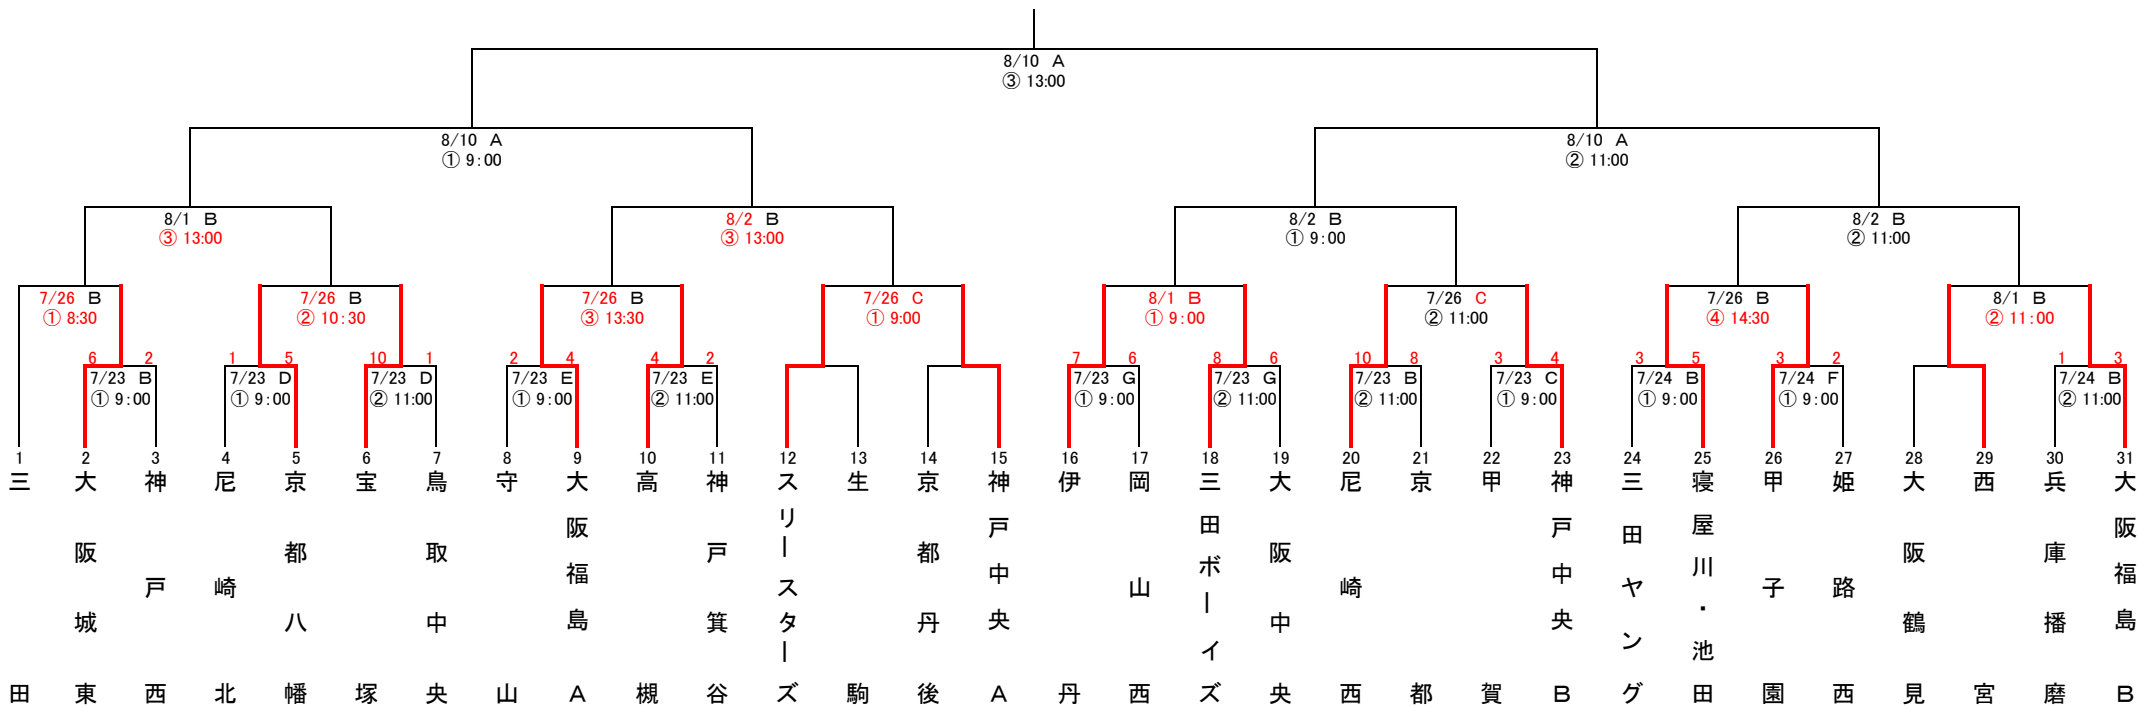 8/10 A
③ 13:00
8/10 A
① 9:00
8/10 A
② 11:00
8/1 B
③ 13:00
8/2 B
③ 13:00
8/2 B
① 9:00
8/2 B
② 11:00
7/26 B
① 8:30
7/26 B
② 10:30
7/26 B
③ 13:30
7/26 C
① 9:00
8/1 B
① 9:00
7/26 C
② 11:00
7/26 B
④ 14:30
8/1 B
② 11:00
6 2
7/23 B
① 9:00
1 5
7/23 D
① 9:00
10 1
7/23 D
② 11:00
2 4
7/23 E
① 9:00
4 2
7/23 E
② 11:00
7 6
7/23 G
① 9:00
8 6
7/23 G
② 11:00
10 8
7/23 B
② 11:00
3 4
7/23 C
① 9:00
3 5
7/24 B
① 9:00
3 2
7/24 F
① 9:00
1 3
7/24 B
② 11:00
1 三田
2 大阪城東
3 神戸西
4 尼崎北
5 京都八幡
6 宝塚
7 鳥取中央
8 守山
9 大阪福島A
10 高槻
11 神戸箕谷
12 スリースターズ
13 生駒
14 京都丹後
15 神戸中央A
16 伊丹
17 岡山西
18 三田ボーイズ
19 大阪中央
20 尼崎西
21 京都
22 甲賀
23 神戸中央B
24 三田ヤング
25 寝屋川・池田
26 甲子園
27 姫路西
28 大阪鶴見
29 西宮
30 兵庫播磨
31 大阪福島B